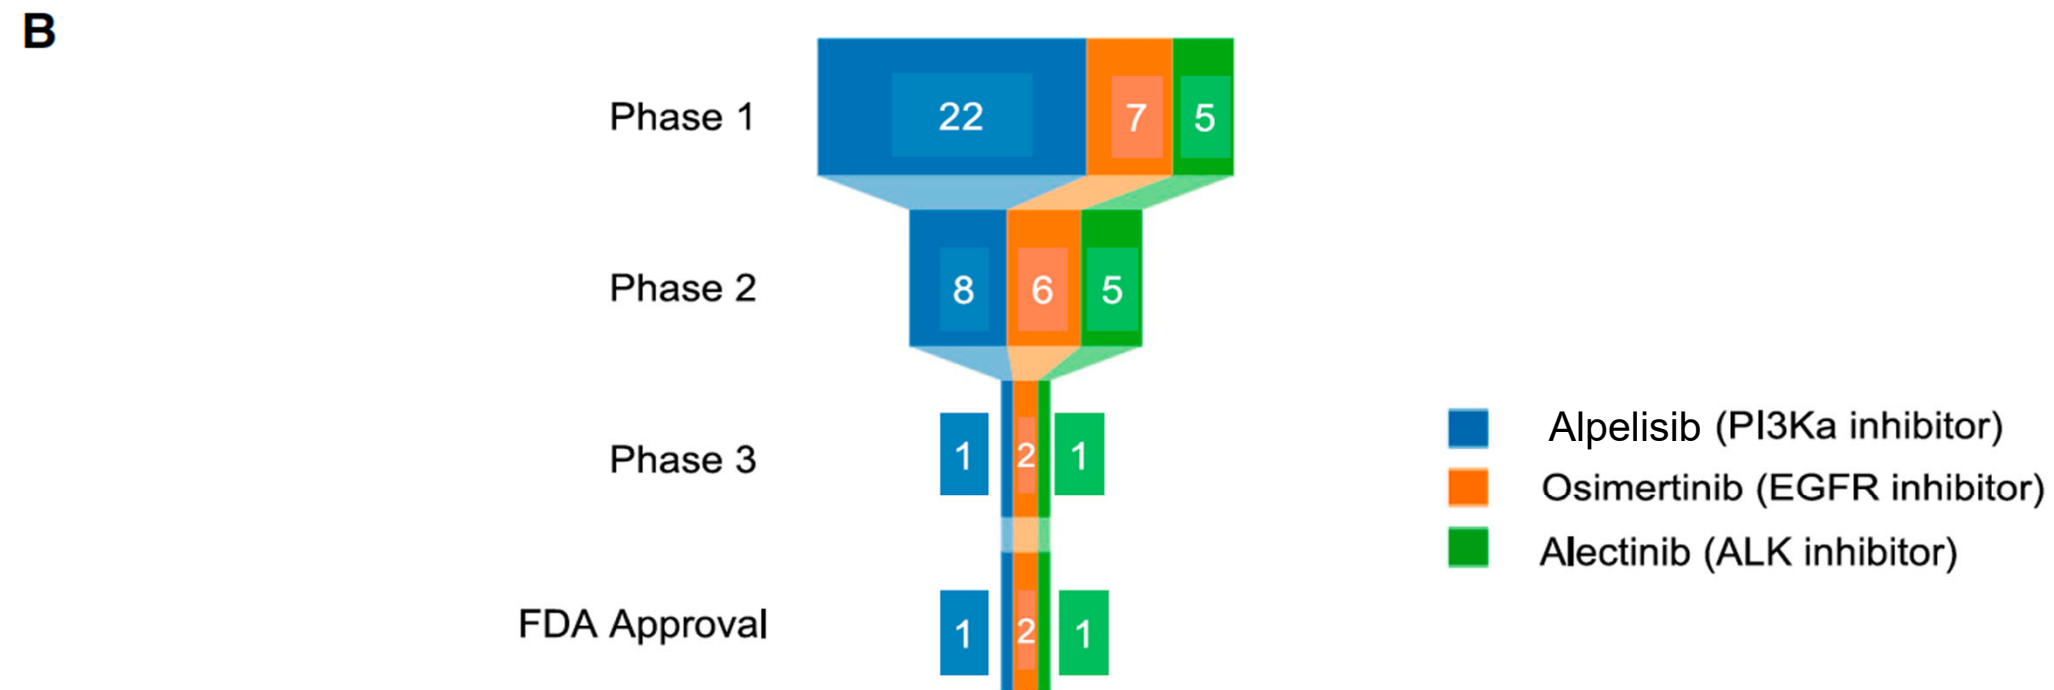 B
Phase 1
22 7 5
Phase 2
8 6 5
Phase 3
1 2 1
FDA Approval
1 2 1
Alpelisib (PI3Ka inhibitor)
Osimertinib (EGFR inhibitor)
Alectinib (ALK inhibitor)